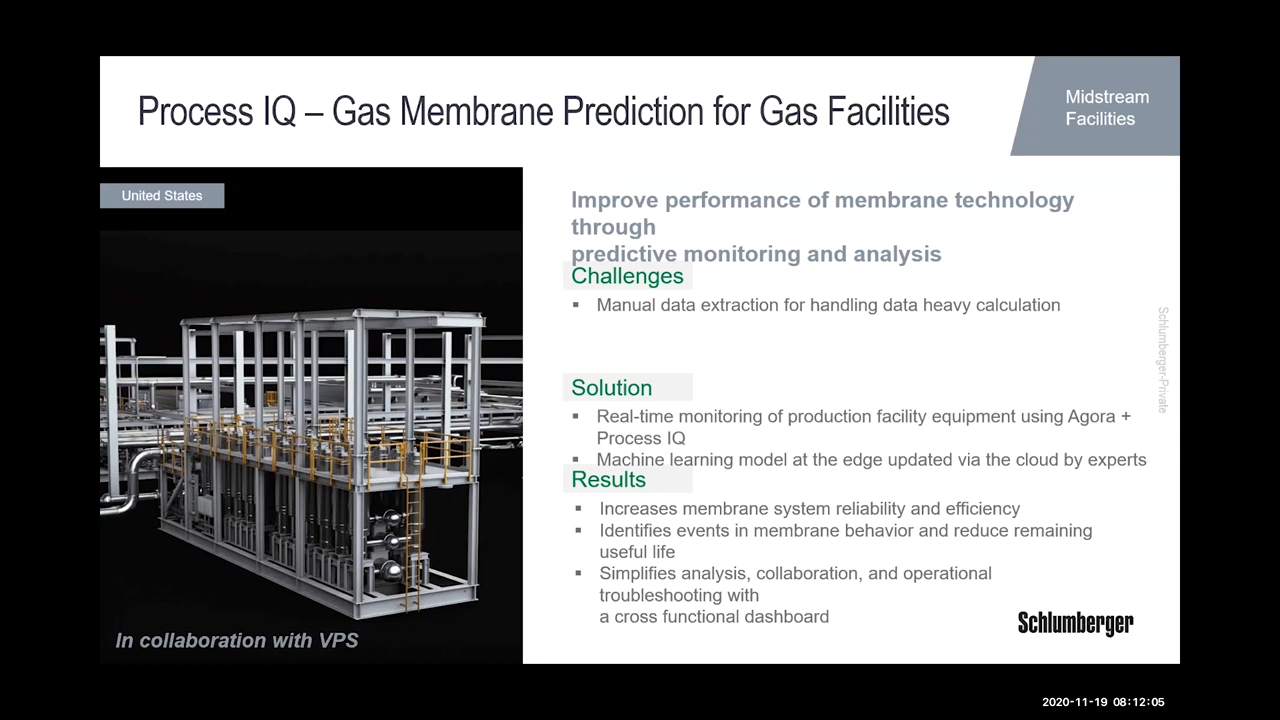 Process IQ – Gas Membrane Prediction for Gas Facilities
Midstream
Facilities
United States
Improve performance of membrane technology
through
predictive monitoring and analysis
Challenges
▪ Manual data extraction for handling data heavy calculation
Solution
▪ Real-time monitoring of production facility equipment using Agora +
Process IQ
▪ Machine learning model at the edge updated via the cloud by experts
Results
▪ Increases membrane system reliability and efficiency
▪ Identifies events in membrane behavior and reduce remaining
useful life
▪ Simplifies analysis, collaboration, and operational
troubleshooting with
a cross functional dashboard
Schlumberger-Private
In collaboration with VPS
Schlumberger
2020-11-19 08:12:05